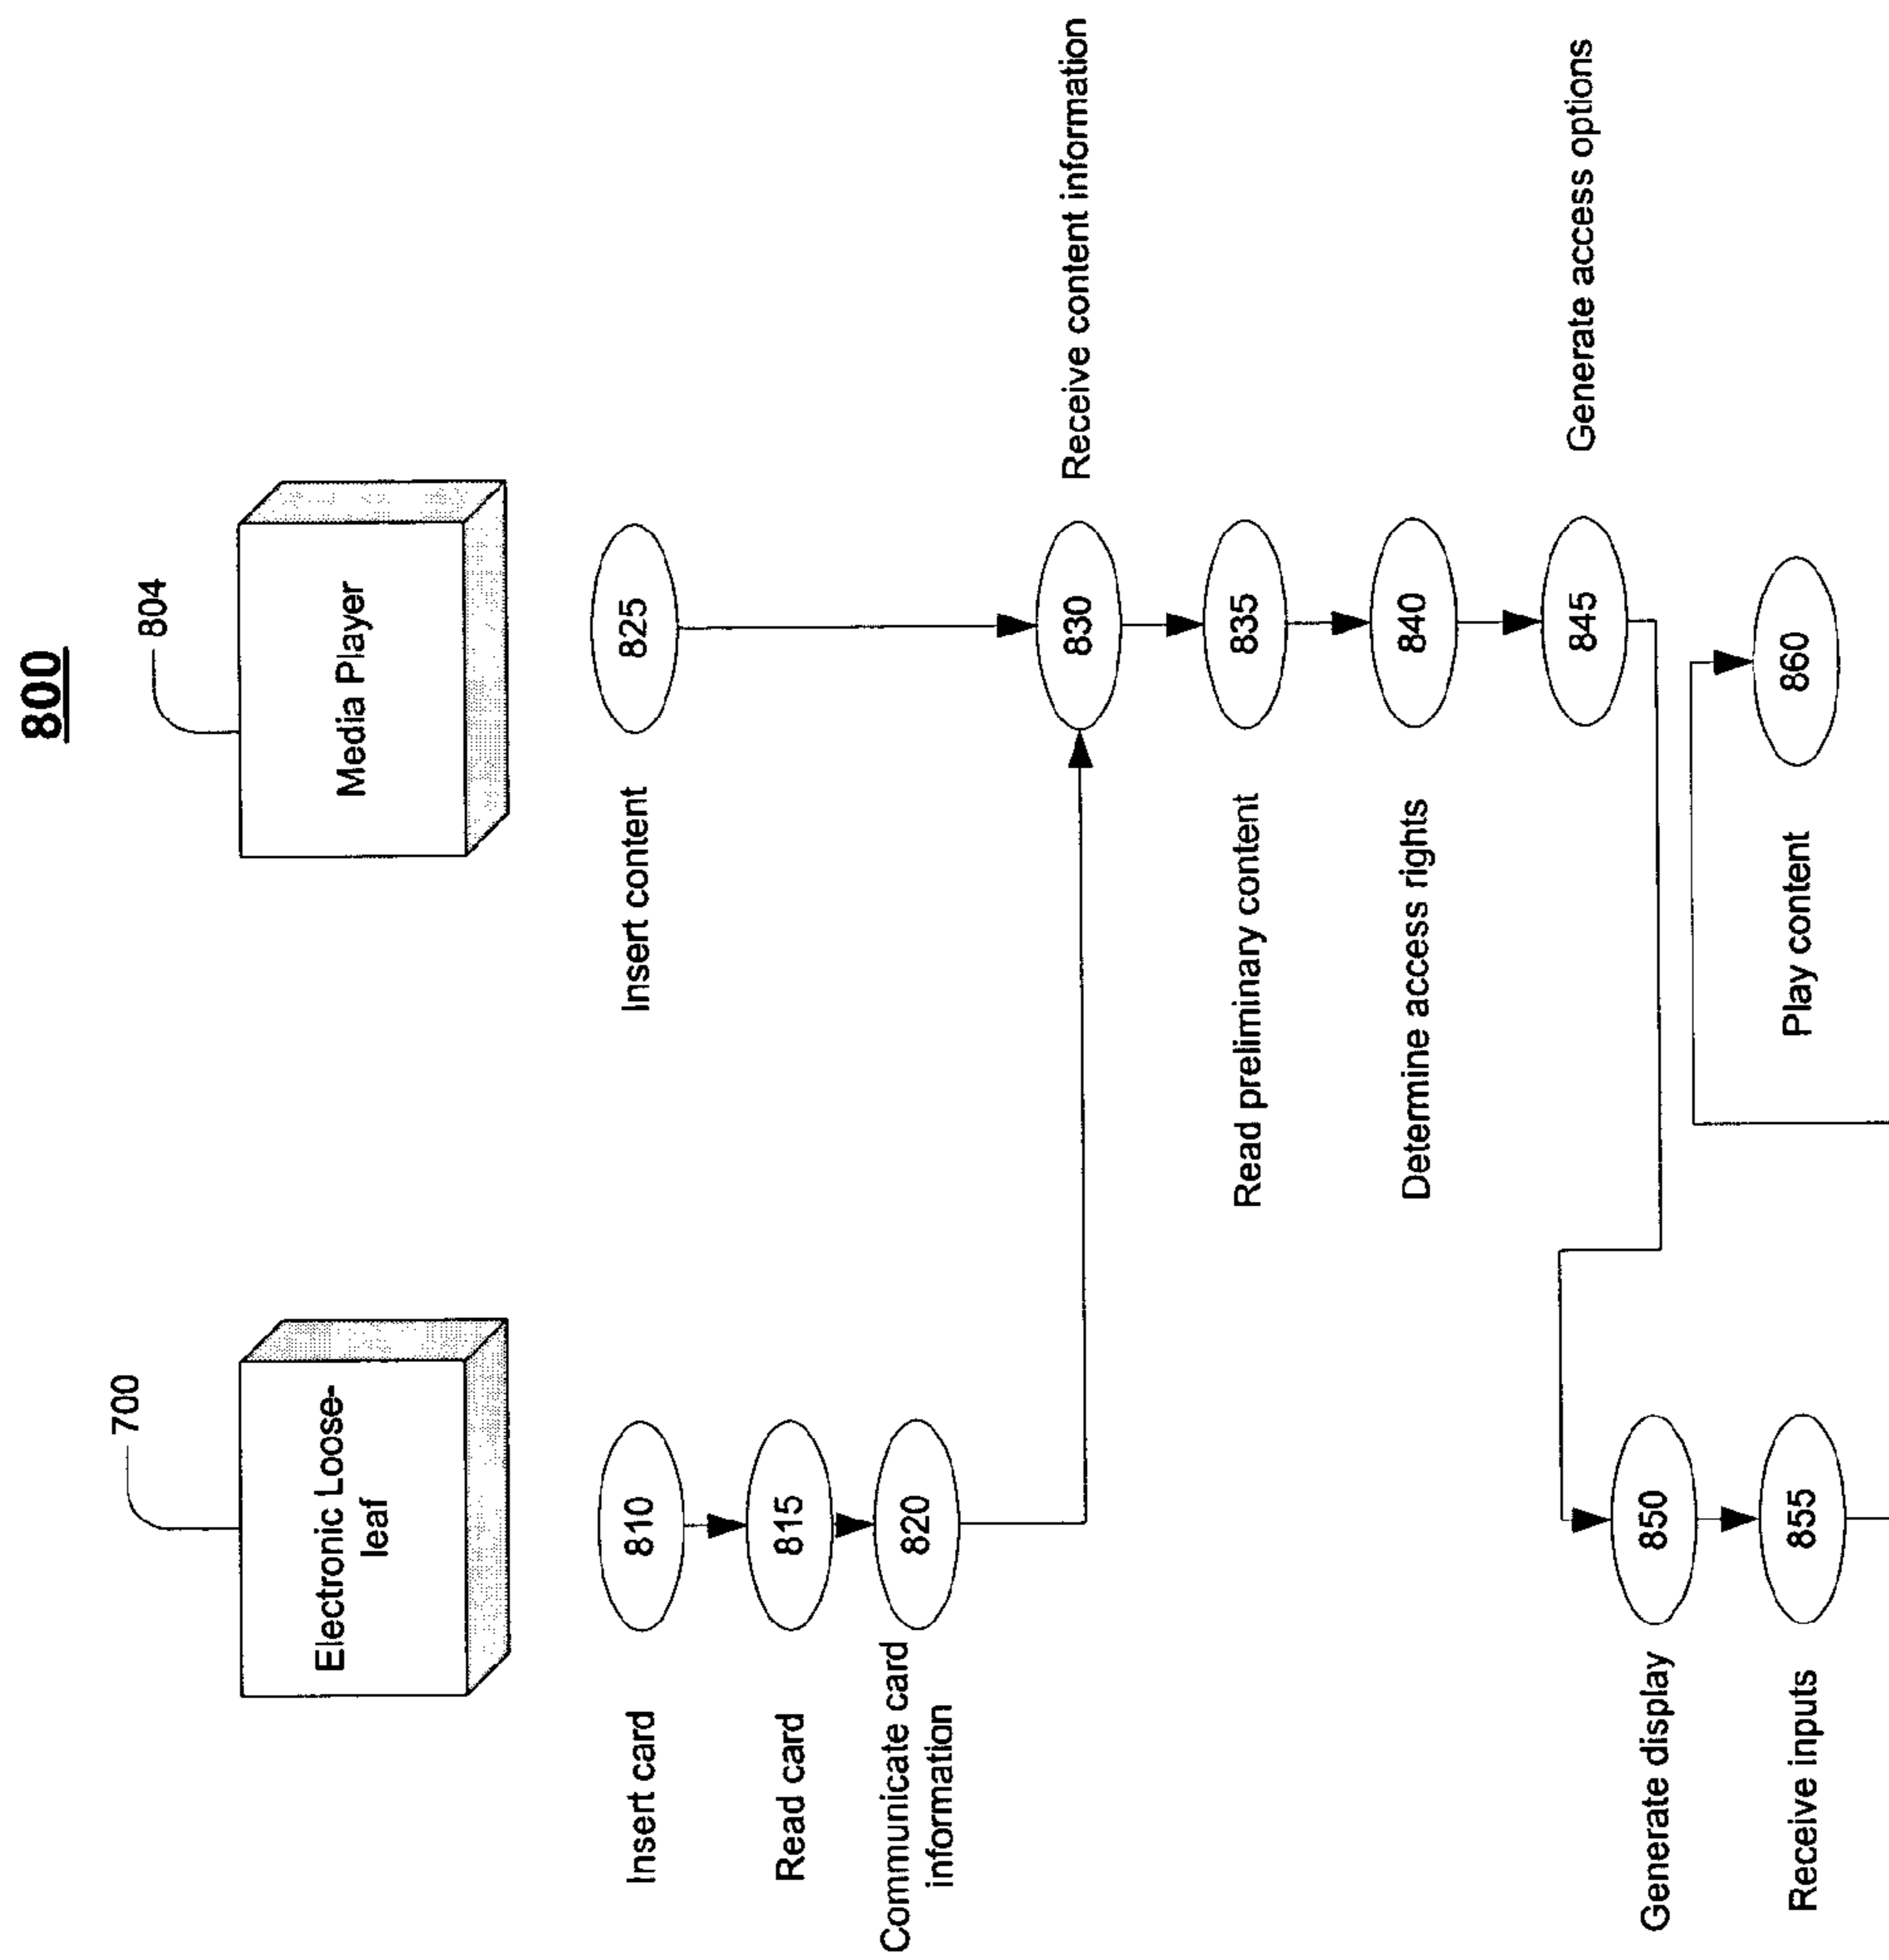 800
700
804
Electronic Loose-
leaf
Media Player
Insert card
810
Insert content
825
Read card
815
Communicate card
information
820
830
Receive content information
Read preliminary content
835
Determine access rights
840
845
Generate access options
Generate display
850
Receive inputs
855
Play content
860